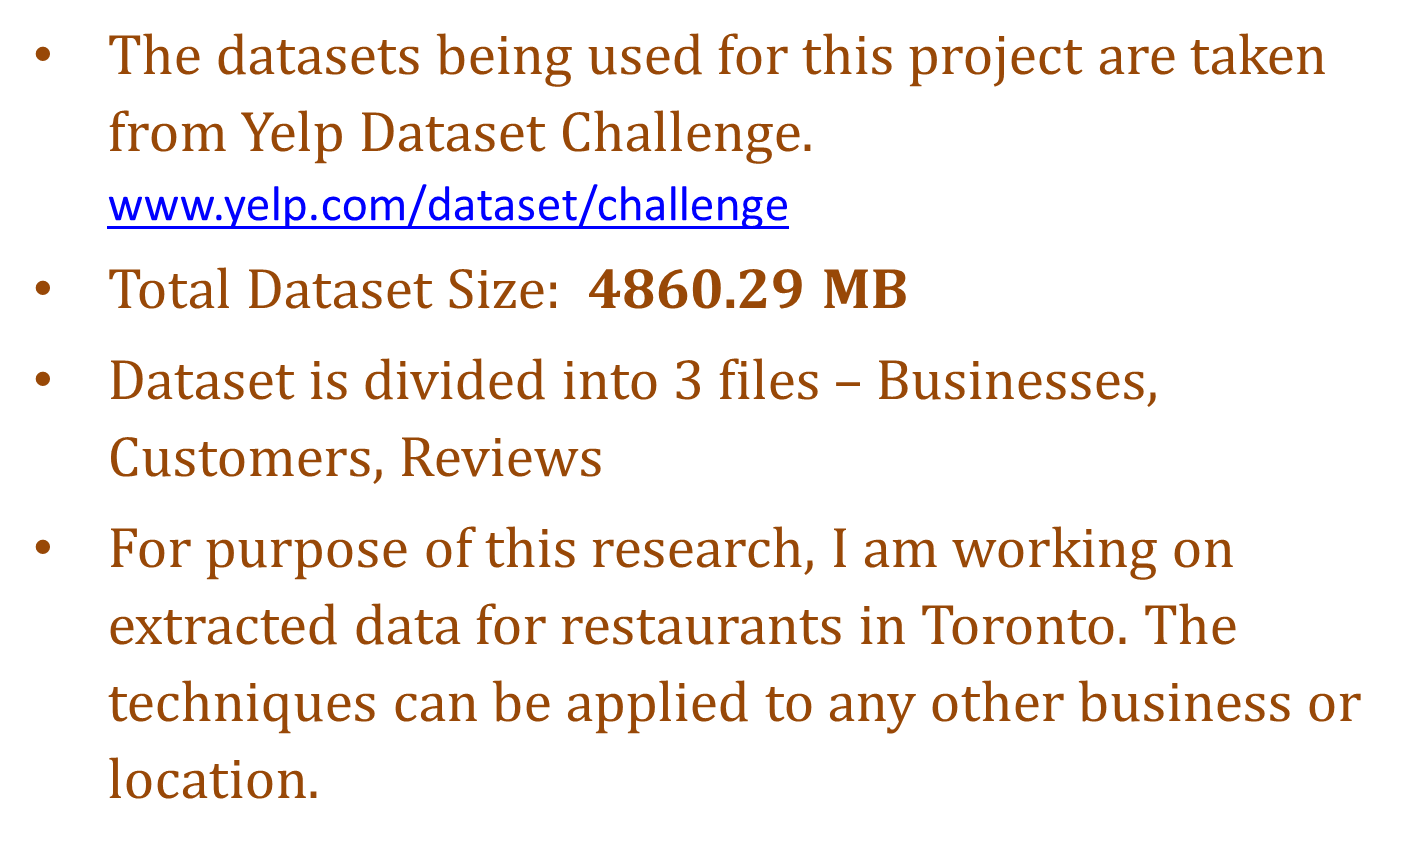 • The datasets being used for this project are taken
from Yelp Dataset Challenge.
www.yelp.com/dataset/challenge
• Total Dataset Size: 4860.29 MB
• Dataset is divided into 3 files – Businesses,
Customers, Reviews
• For purpose of this research, I am working on
extracted data for restaurants in Toronto. The
techniques can be applied to any other business or
location.